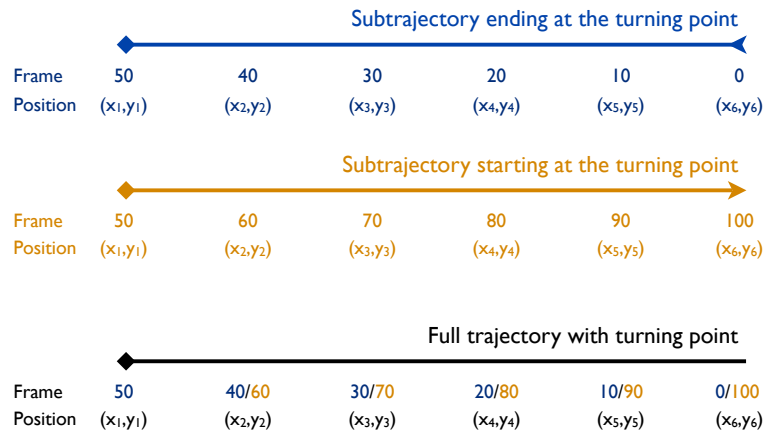 Subtrajectory ending at the turning point
Frame 50 40 30 20 10 0
Position (x₁,y₁) (x₂,y₂) (x₃,y₃) (x₄,y₄) (x₅,y₅) (x₆,y₆)
Subtrajectory starting at the turning point
Frame 50 60 70 80 90 100
Position (x₁,y₁) (x₂,y₂) (x₃,y₃) (x₄,y₄) (x₅,y₅) (x₆,y₆)
Full trajectory with turning point
Frame 50 40/60 30/70 20/80 10/90 0/100
Position (x₁,y₁) (x₂,y₂) (x₃,y₃) (x₄,y₄) (x₅,y₅) (x₆,y₆)